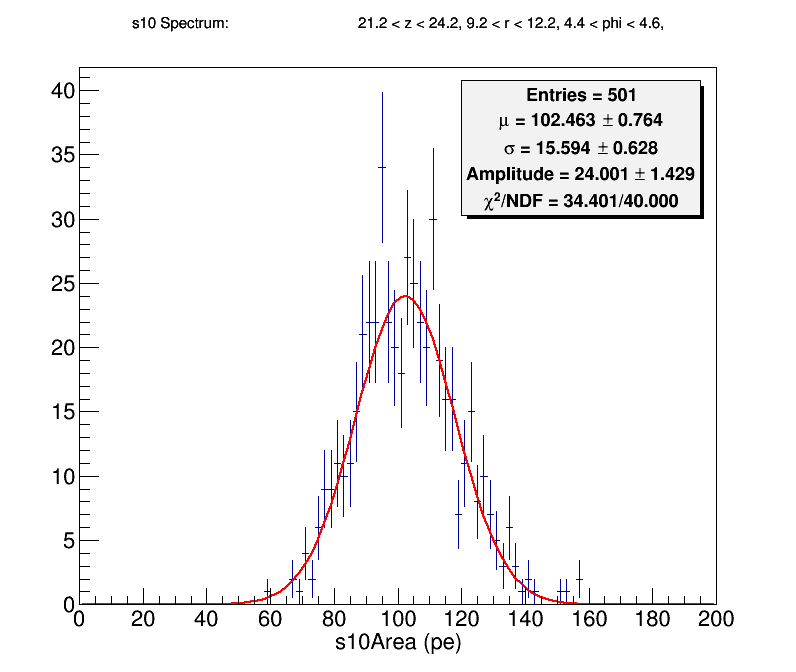 s10 Spectrum: 21.2 < z < 24.2, 9.2 < r < 12.2, 4.4 < phi < 4.6,
Entries = 501
μ = 102.463 ± 0.764
σ = 15.594 ± 0.628
Amplitude = 24.001 ± 1.429
χ²/NDF = 34.401/40.000
40
35
30
25
20
15
10
5
0
0 20 40 60 80 100 120 140 160 180 200
s10Area (pe)